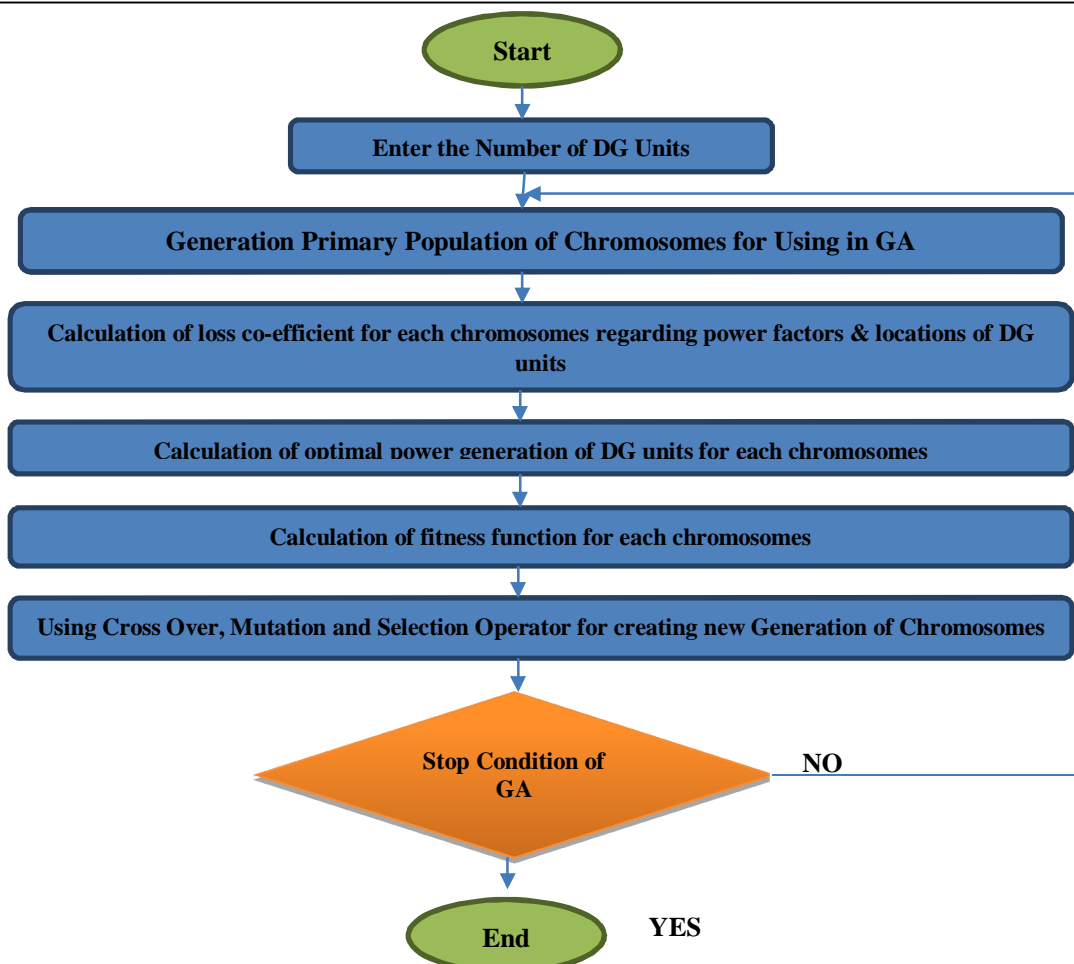 Start
Enter the Number of DG Units
Generation Primary Population of Chromosomes for Using in GA
Calculation of loss co-efficient for each chromosomes regarding power factors & locations of DG
units
Calculation of optimal power generation of DG units for each chromosomes
Calculation of fitness function for each chromosomes
Using Cross Over, Mutation and Selection Operator for creating new Generation of Chromosomes
Stop Condition of
GA
NO
End
YES